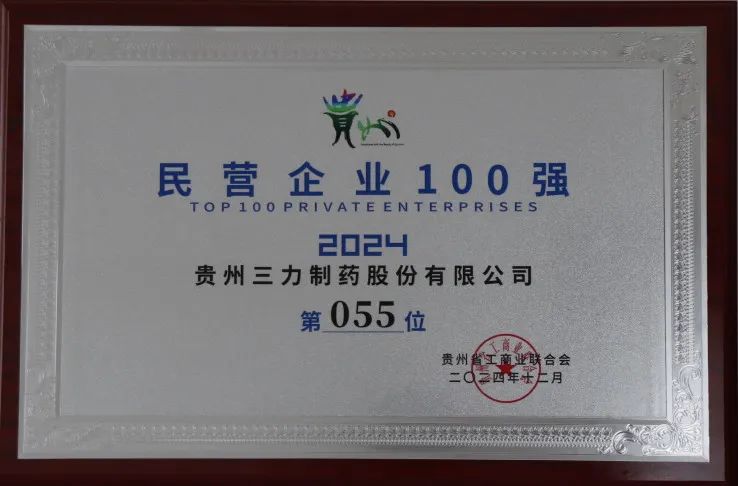 贵州
民营企业100强
TOP 100 PRIVATE ENTERPRISES
2024
贵州三力制药股份有限公司
第055位
贵州省工商业联合会
二〇二四年十二月